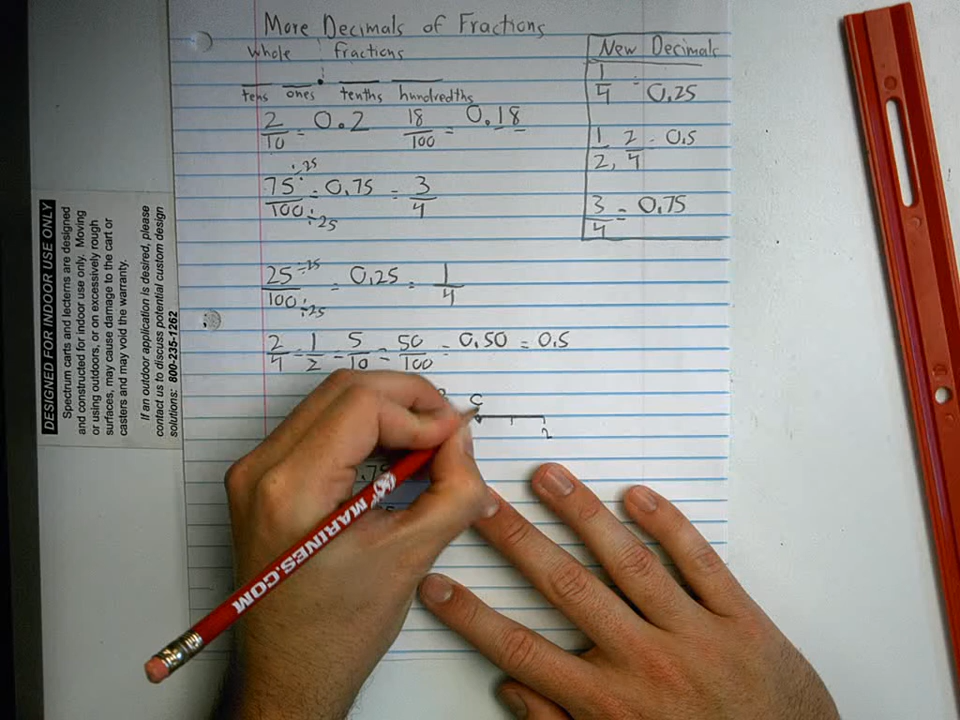 More Decimals of Fractions
Whole fractions
tens ones . tenths hundredths
2/10 = 0.2 18/100 = 0.18
75/100 ÷25 ÷25 = 0.75 = 3/4
25/100 ÷25 ÷25 = 0.25 = 1/4
2/4 = 1/2 = 5/10 = 50/100 = 0.50 = 0.5
C
2
New Decimals
1/4 = 0.25
1/2, 2/4 = 0.5
3/4 = 0.75
DESIGNED FOR INDOOR USE ONLY
Spectrum carts and lecterns are designed
and constructed for indoor use only. Moving
or using outdoors, or on excessively rough
surfaces, may cause damage to the cart or
casters and may void the warranty.
If an outdoor application is desired, please
contact us to discuss potential custom design
solutions: 800-235-1262
MARINES.COM